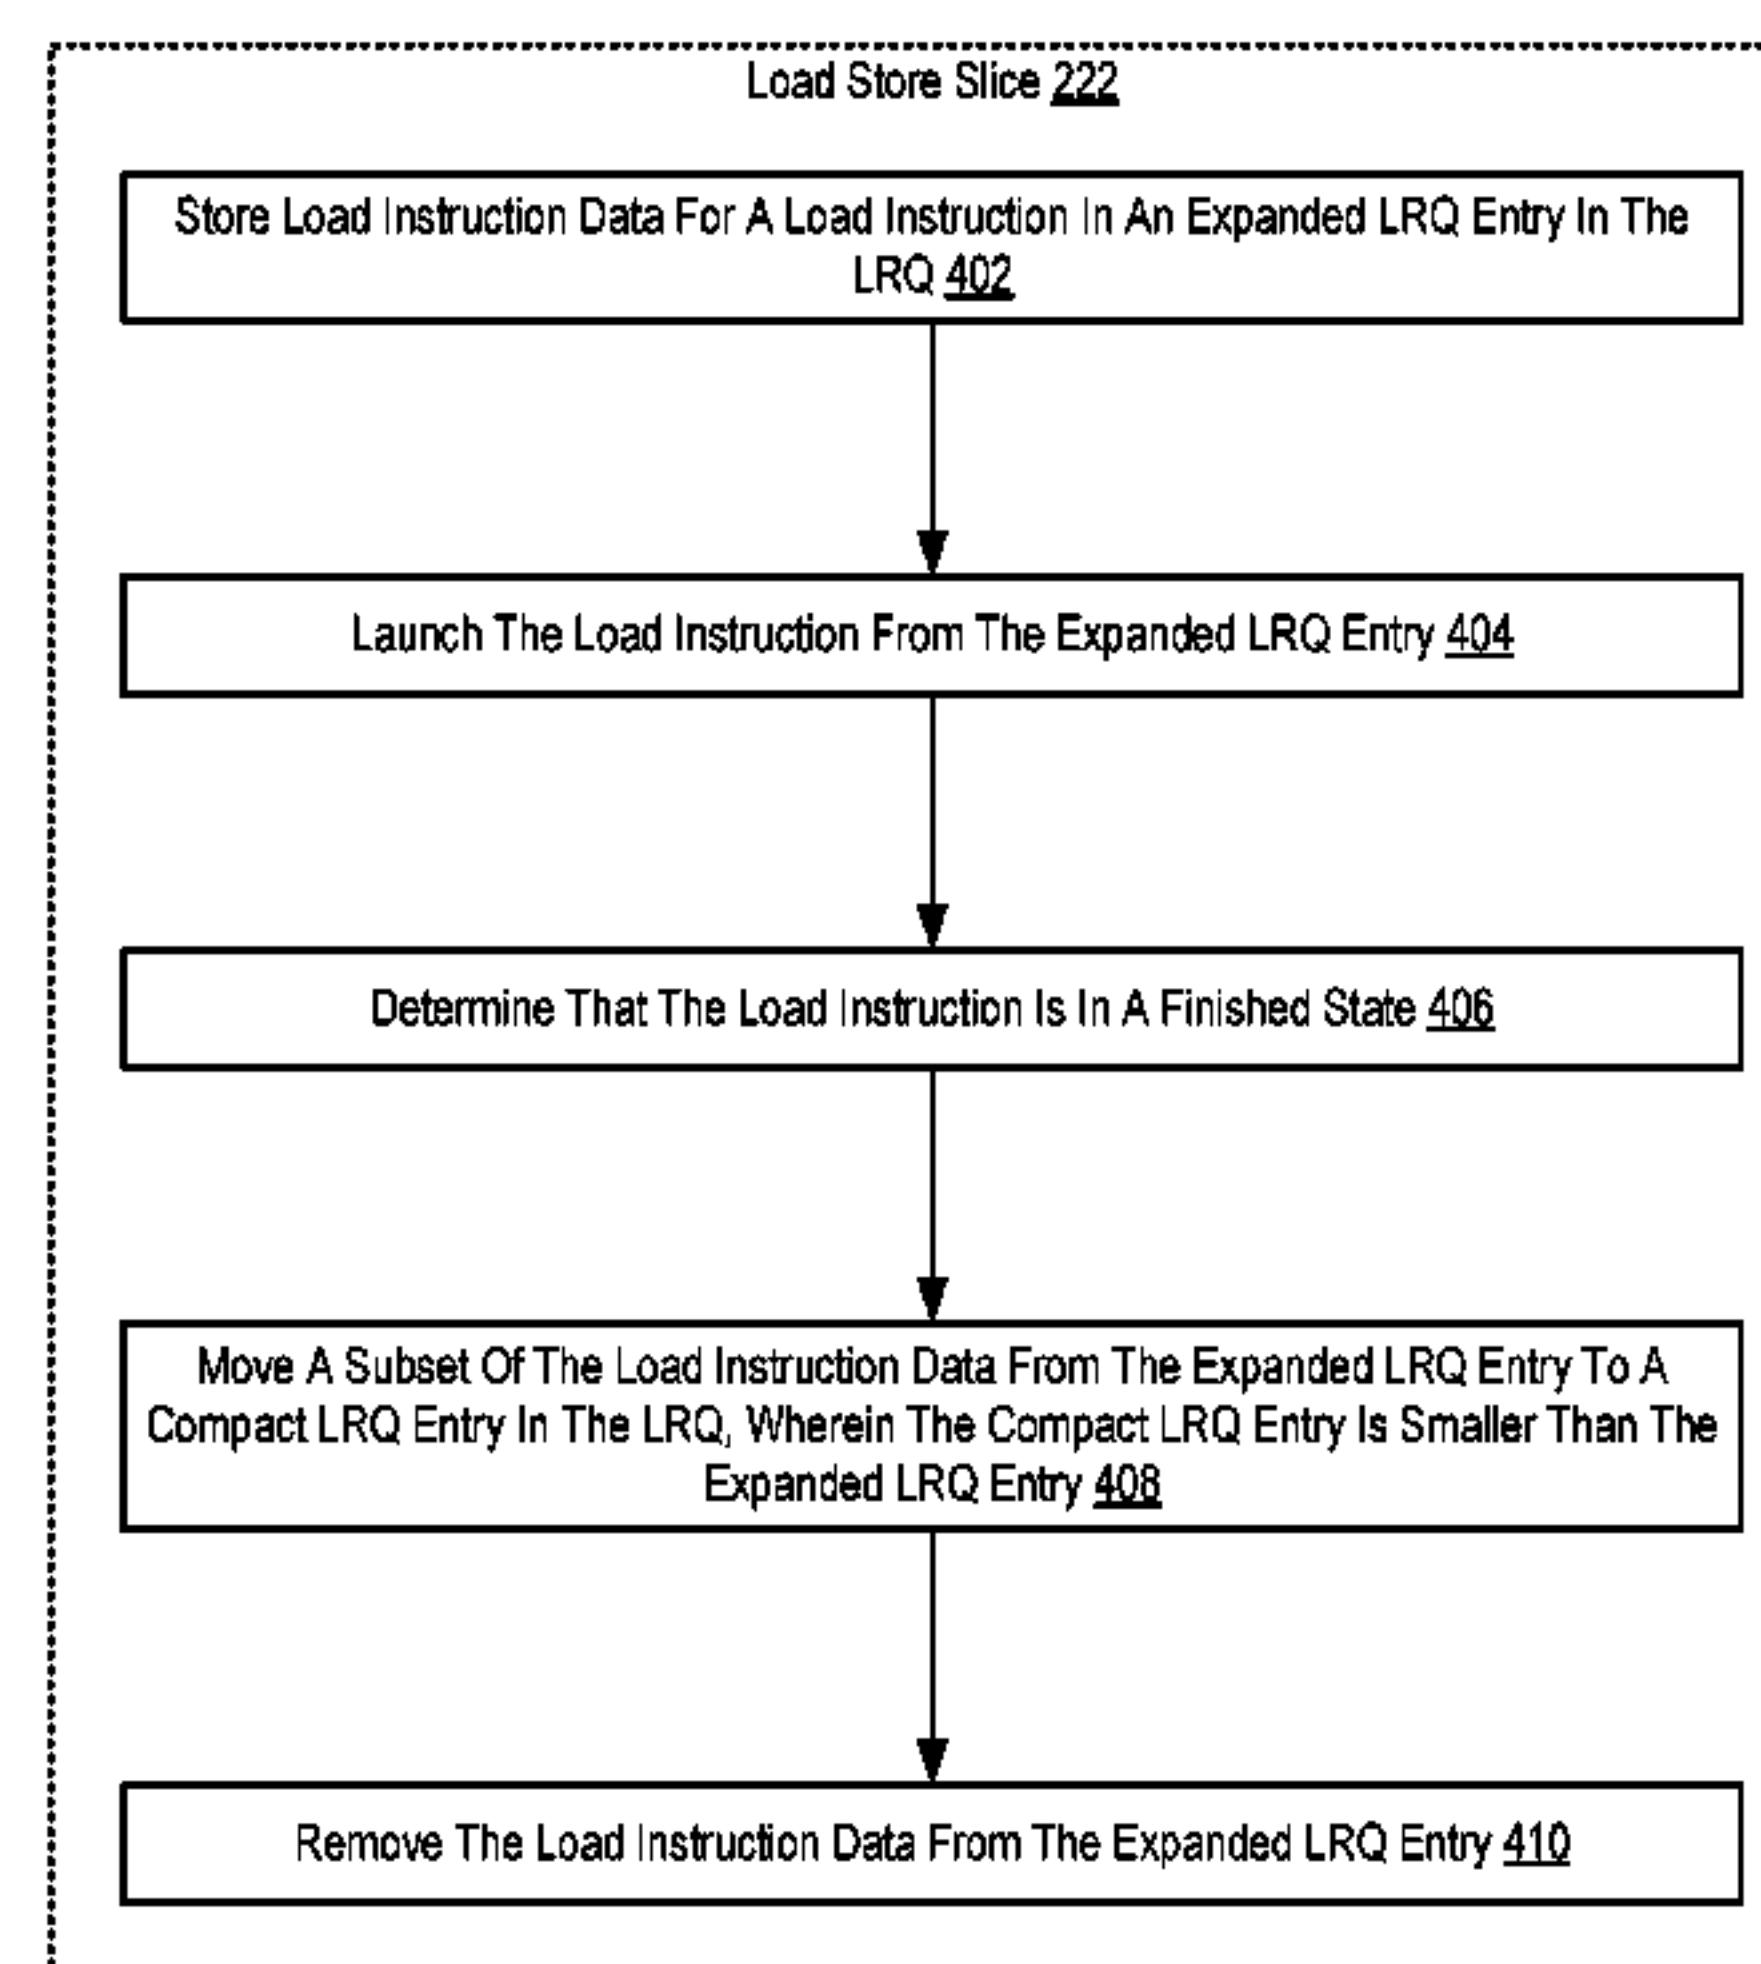 Load Store Slice 222
Store Load Instruction Data For A Load Instruction In An Expanded LRQ Entry In The
LRQ 402
Launch The Load Instruction From The Expanded LRQ Entry 404
Determine That The Load Instruction Is In A Finished State 406
Move A Subset Of The Load Instruction Data From The Expanded LRQ Entry To A
Compact LRQ Entry In The LRQ, Wherein The Compact LRQ Entry Is Smaller Than The
Expanded LRQ Entry 408
Remove The Load Instruction Data From The Expanded LRQ Entry 410